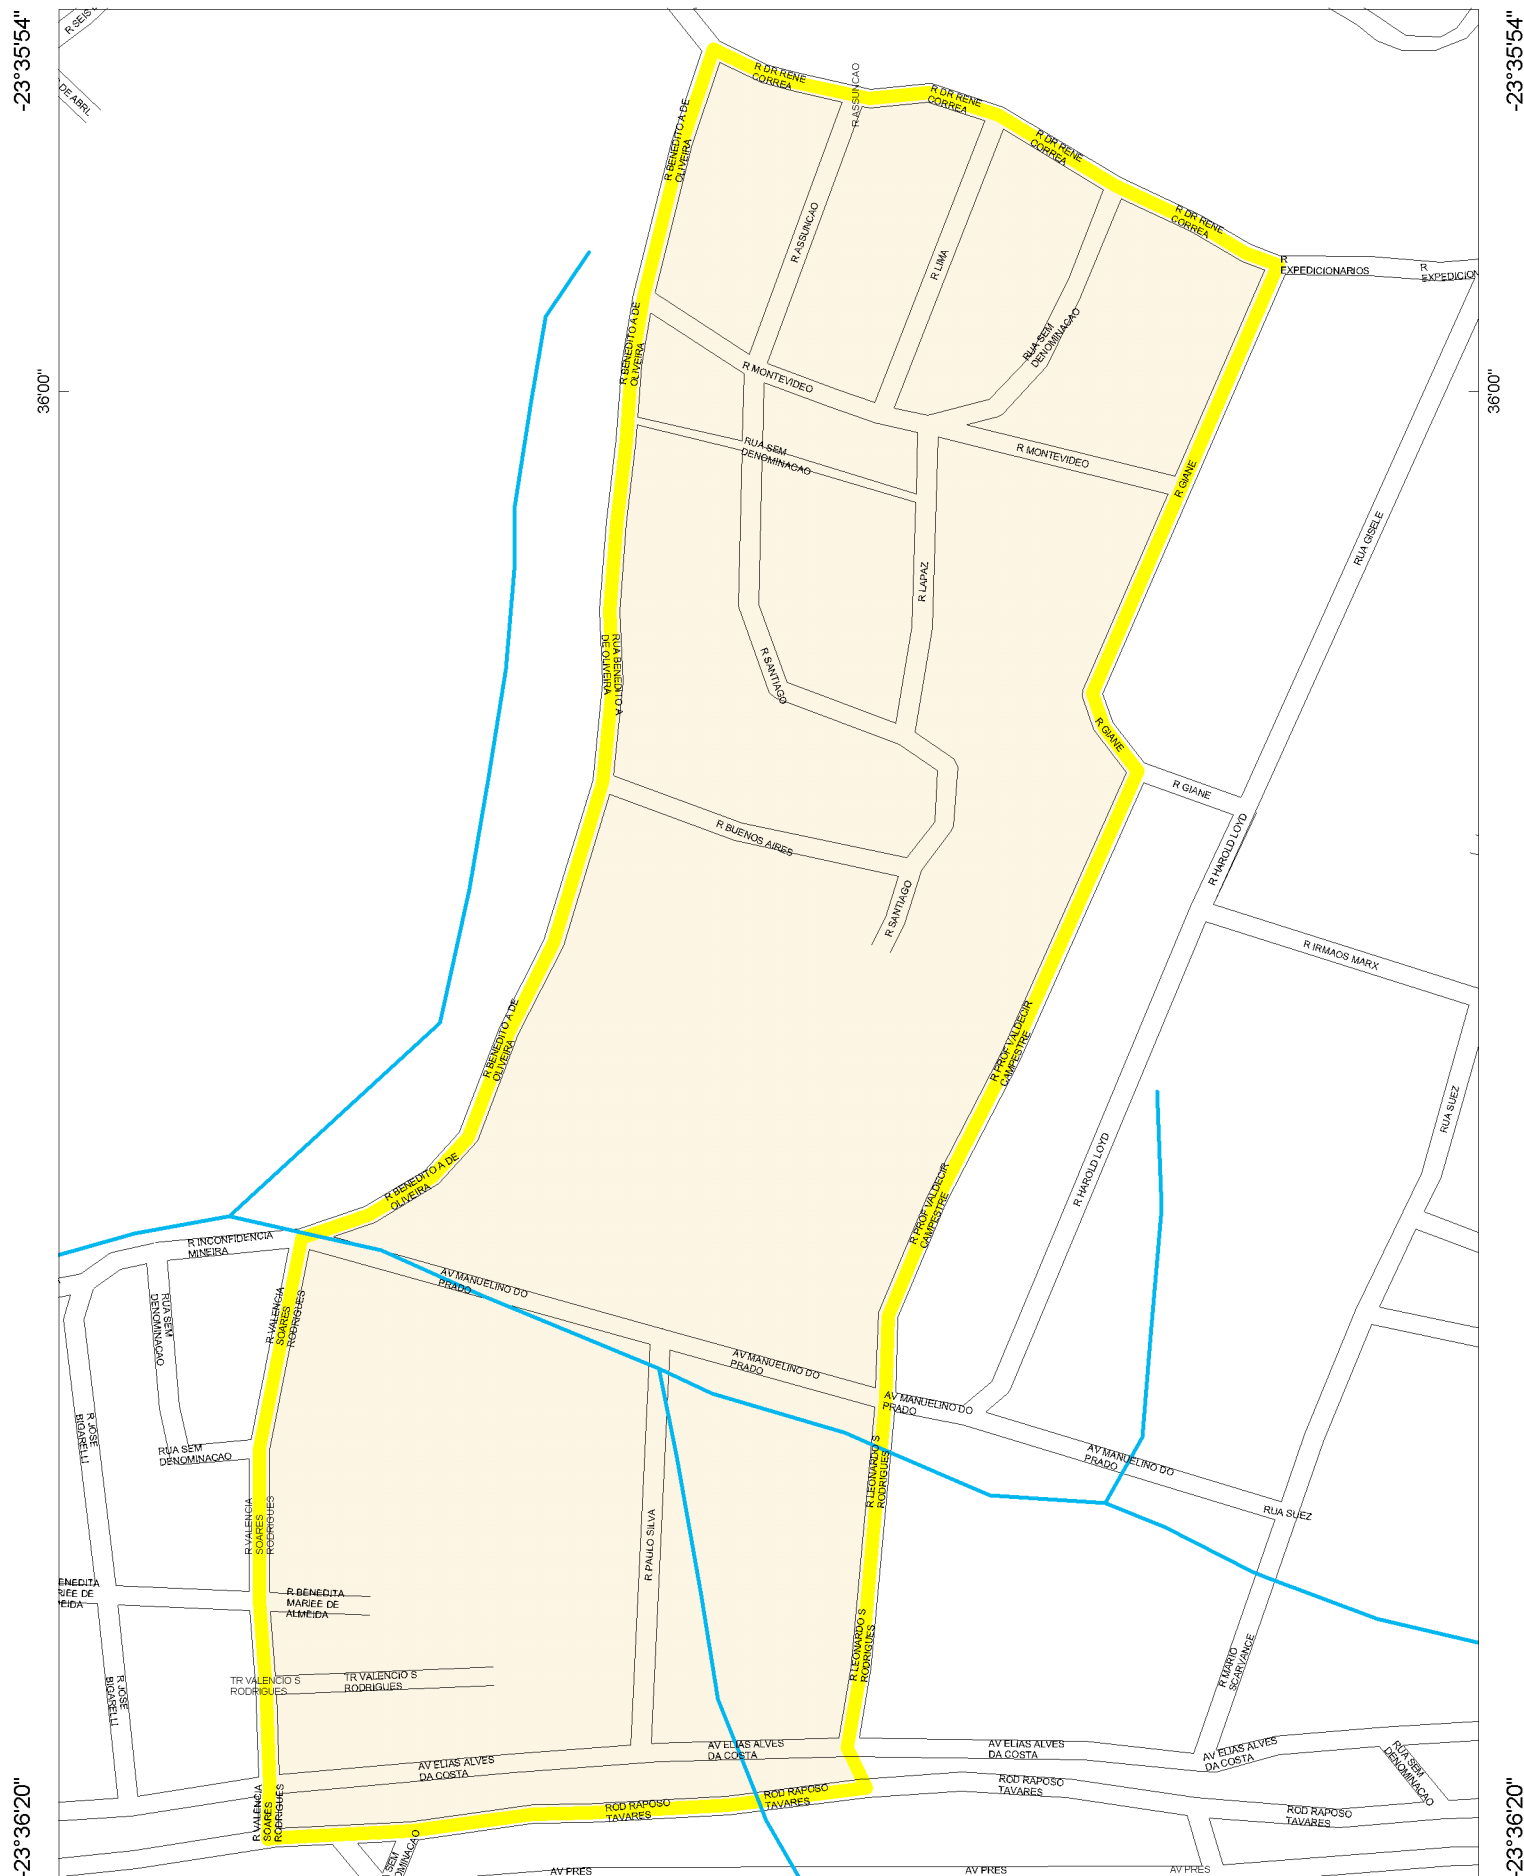 -23°35'54"
-23°35'54"
R SEIS
DE ABRIL
R DR RENE
CORREA
R ASSUNCAO
R DR RENE
CORREA
R BENEDITO A DE
OLIVEIRA
R DR RENE
CORREA
R DR RENE
CORREA
R ASSUNCAO
R LIMA
R
EXPEDICIONARIOS
R
EXPEDICION
RUA SEM
DENOMINACAO
R BENEDITO A DE
OLIVEIRA
R MONTEVIDEO
36'00"
36'00"
RUA SEM
DENOMINACAO
R MONTEVIDEO
R GIANE
RUA GISELE
R LAPAZ
RUA BENEDITO A
DE OLIVEIRA
R SANTIAGO
R GIANE
R GIANE
R BUENOS AIRES
R HAROLD LOYD
R SANTIAGO
R IRMAOS MARX
R BENEDITO A DE
OLIVEIRA
R PROF VALDECIR
CAMPESTRE
RUA SUEZ
R HAROLD LOYD
R BENEDITO A DE
OLIVEIRA
R PROF VALDECIR
CAMPESTRE
R INCONFIDENCIA
MINEIRA
AV MANUELINO DO
PRADO
R VALENCIA
SOARES
RODRIGUES
RUA SEM
DENOMINACAO
AV MANUELINO DO
PRADO
AV MANUELINO DO
PRADO
R JOSE
BIGARELLI
RUA SEM
DENOMINACAO
AV MANUELINO DO
PRADO
R LEONARDO S
RODRIGUES
R VALENCIA
SOARES
RODRIGUES
RUA SUEZ
R PAULO SILVA
ENEDITA
RIEE DE
EIDA
R BENEDITA
MARIEE DE
ALMEIDA
R LEONARDO S
RODRIGUES
R MARIO
SCARVANCE
TR VALENCIO S
RODRIGUES
TR VALENCIO S
RODRIGUES
R JOSE
BIGARELLI
AV ELIAS ALVES
DA COSTA
AV ELIAS ALVES
DA COSTA
AV ELIAS ALVES
DA COSTA
AV ELIAS ALVES
DA COSTA
RUA SEM
DENOMINACAO
R VALENCIA
SOARES
RODRIGUES
ROD RAPOSO
TAVARES
ROD RAPOSO
TAVARES
ROD RAPOSO
TAVARES
ROD RAPOSO
TAVARES
SEM
OMINACAO
AV PRES
AV PRES
AV PRES
-23°36'20"
-23°36'20"